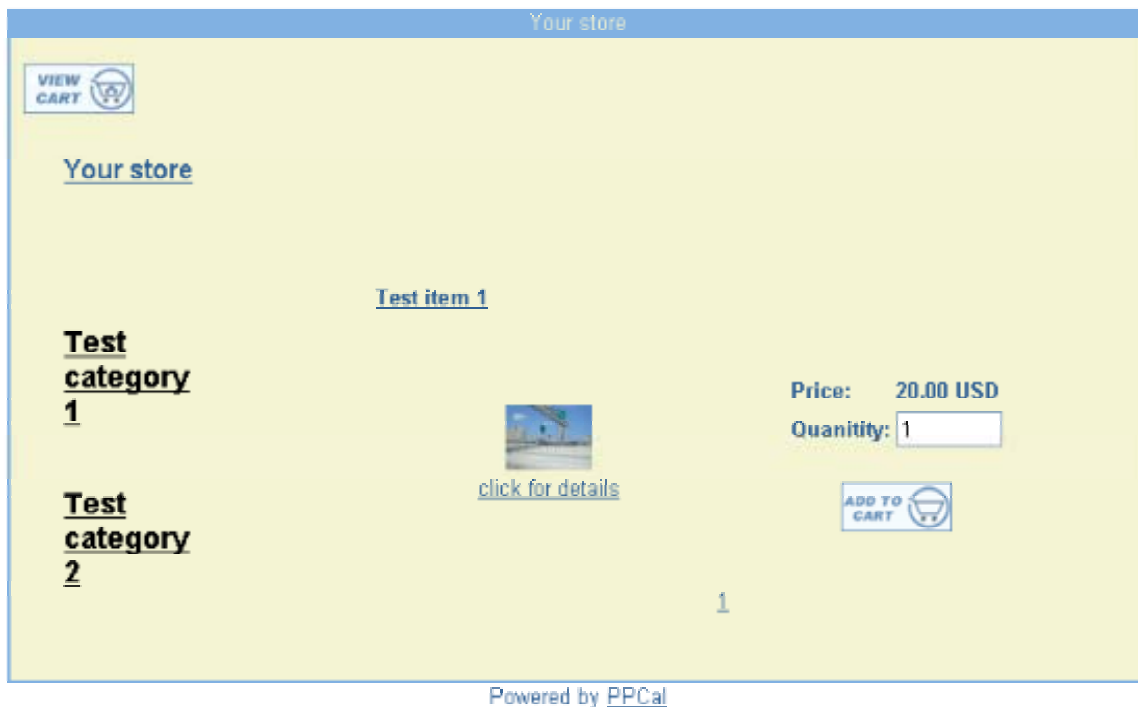 Your store
VIEW
CART
Your store
Test item 1
Test
category
1
Price: 20.00 USD
Quanitity: 1
click for details
ADD TO
CART
Test
category
2
1
Powered by PPCal